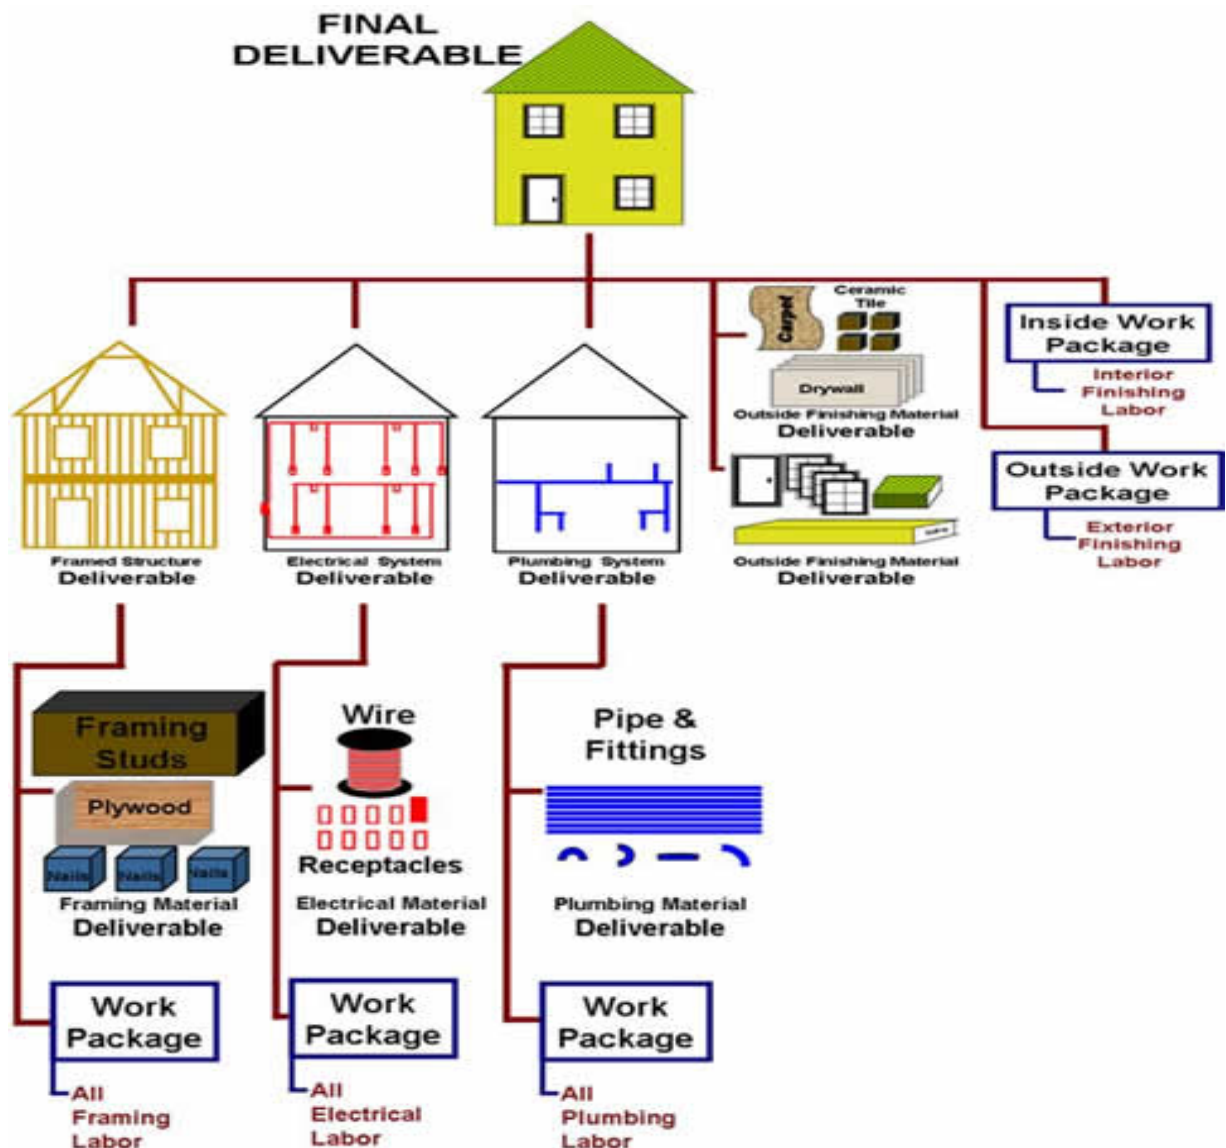 FINAL
DELIVERABLE
Carpet
Ceramic
Tile
Drywall
Outside Finishing Material
Deliverable
Inside Work
Package
Interior
Finishing
Labor
Outside Finishing Material
Deliverable
Outside Work
Package
Exterior
Finishing
Labor
Framed Structure
Deliverable
Electrical System
Deliverable
Plumbing System
Deliverable
Framing
Studs
Plywood
Nails
Nails
Nails
Framing Material
Deliverable
Wire
Receptacles
Electrical Material
Deliverable
Pipe &
Fittings
Plumbing Material
Deliverable
Work
Package
All
Framing
Labor
Work
Package
All
Electrical
Labor
Work
Package
All
Plumbing
Labor